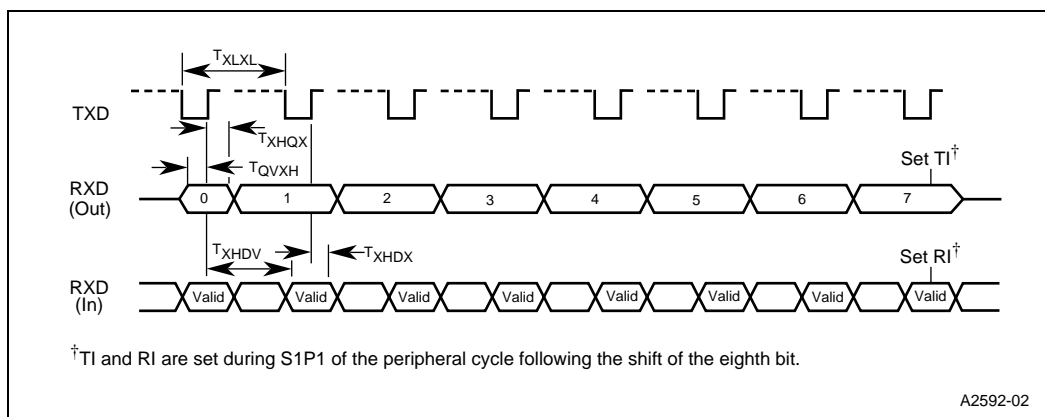 TXLXL
TXD
TXHQX
TQVXH
Set TI†
RXD
(Out)
0 1 2 3 4 5 6 7
TXHDV
TXHDX
Set RI†
RXD
(In)
Valid Valid Valid Valid Valid Valid Valid Valid
†TI and RI are set during S1P1 of the peripheral cycle following the shift of the eighth bit.
A2592-02